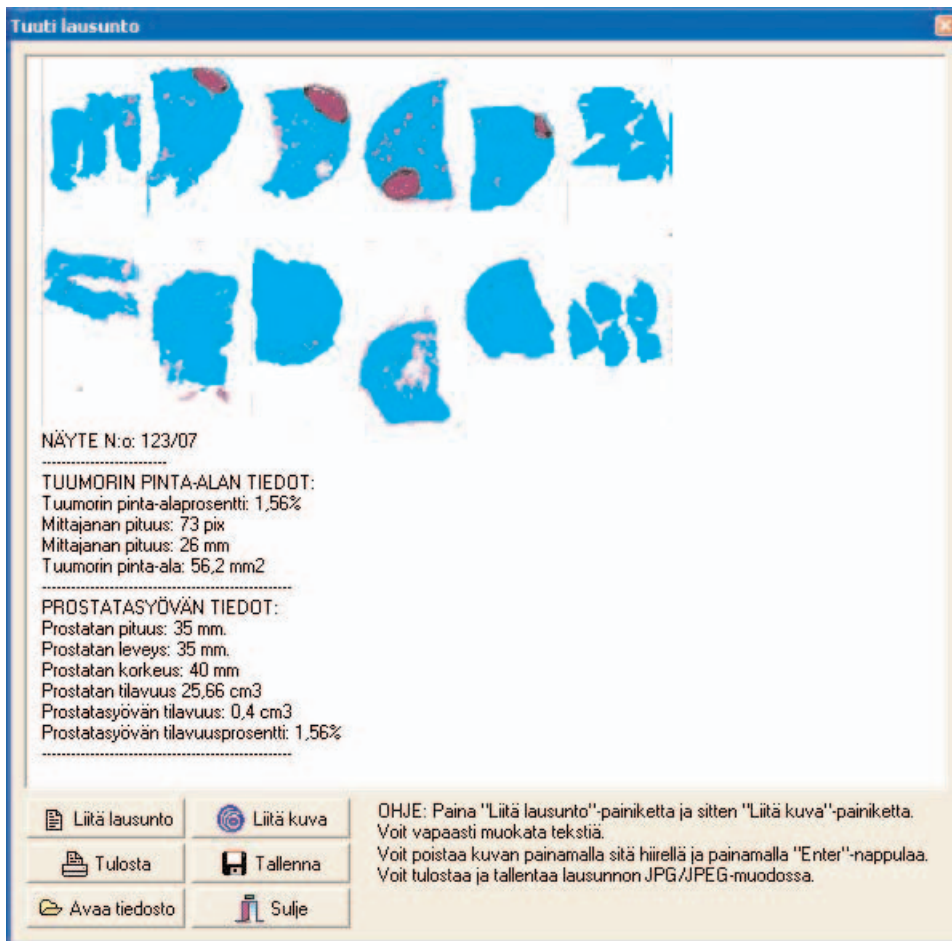 Tuuti lausunto
NÄYTE N:o: 123/07
--------------------------
TUUMORIN PINTA-ALAN TIEDOT:
Tuumorin pinta-alaprosentti: 1,56%
Mittajanan pituus: 73 pix
Mittajanan pituus: 26 mm
Tuumorin pinta-ala: 56,2 mm2
----------------------------------------------------
PROSTATASYÖVÄN TIEDOT:
Prostatan pituus: 35 mm.
Prostatan leveys: 35 mm.
Prostatan korkeus: 40 mm
Prostatan tilavuus 25,66 cm3
Prostatasyövän tilavuus: 0,4 cm3
Prostatasyövän tilavuusprosentti: 1,56%
----------------------------------------------------
Liitä lausunto
Liitä kuva
Tulosta
Tallenna
Avaa tiedosto
Sulje
OHJE: Paina "Liitä lausunto"-painiketta ja sitten "Liitä kuva"-painiketta.
Voit vapaasti muokata tekstiä.
Voit poistaa kuvan painamalla sitä hiirellä ja painamalla "Enter"-nappulaa.
Voit tulostaa ja tallentaa lausunnon JPG/JPEG-muodossa.